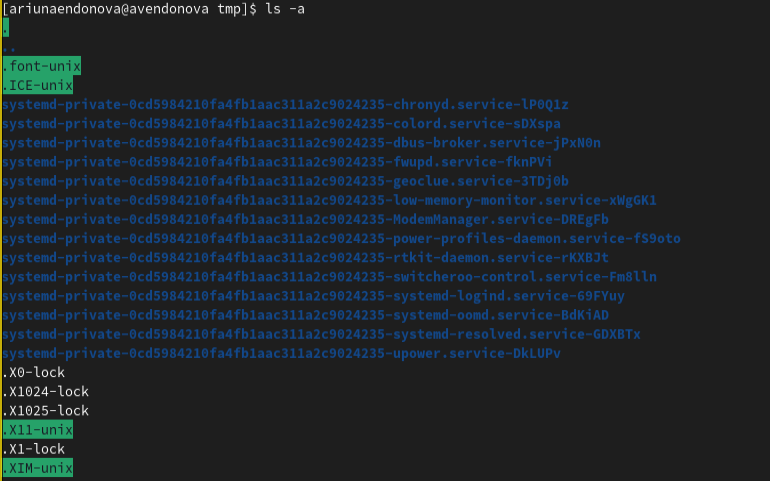 [ariunaendonova@avendonova tmp]$ ls -a
.
..
.font-unix
.ICE-unix
systemd-private-0cd5984210fa4fb1aac311a2c9024235-chronyd.service-lP0Q1z
systemd-private-0cd5984210fa4fb1aac311a2c9024235-colord.service-sDXspa
systemd-private-0cd5984210fa4fb1aac311a2c9024235-dbus-broker.service-jPxN0n
systemd-private-0cd5984210fa4fb1aac311a2c9024235-fwupd.service-fknPVi
systemd-private-0cd5984210fa4fb1aac311a2c9024235-geoclue.service-3TDj0b
systemd-private-0cd5984210fa4fb1aac311a2c9024235-low-memory-monitor.service-xWgGK1
systemd-private-0cd5984210fa4fb1aac311a2c9024235-ModemManager.service-DREgFb
systemd-private-0cd5984210fa4fb1aac311a2c9024235-power-profiles-daemon.service-fS9oto
systemd-private-0cd5984210fa4fb1aac311a2c9024235-rtkit-daemon.service-rKXBJt
systemd-private-0cd5984210fa4fb1aac311a2c9024235-switcheroo-control.service-Fm8lln
systemd-private-0cd5984210fa4fb1aac311a2c9024235-systemd-logind.service-69FYuy
systemd-private-0cd5984210fa4fb1aac311a2c9024235-systemd-oomd.service-BdKiAD
systemd-private-0cd5984210fa4fb1aac311a2c9024235-systemd-resolved.service-GDXBTx
systemd-private-0cd5984210fa4fb1aac311a2c9024235-upower.service-DkLUPv
.X0-lock
.X1024-lock
.X1025-lock
.X11-unix
.X1-lock
.XIM-unix